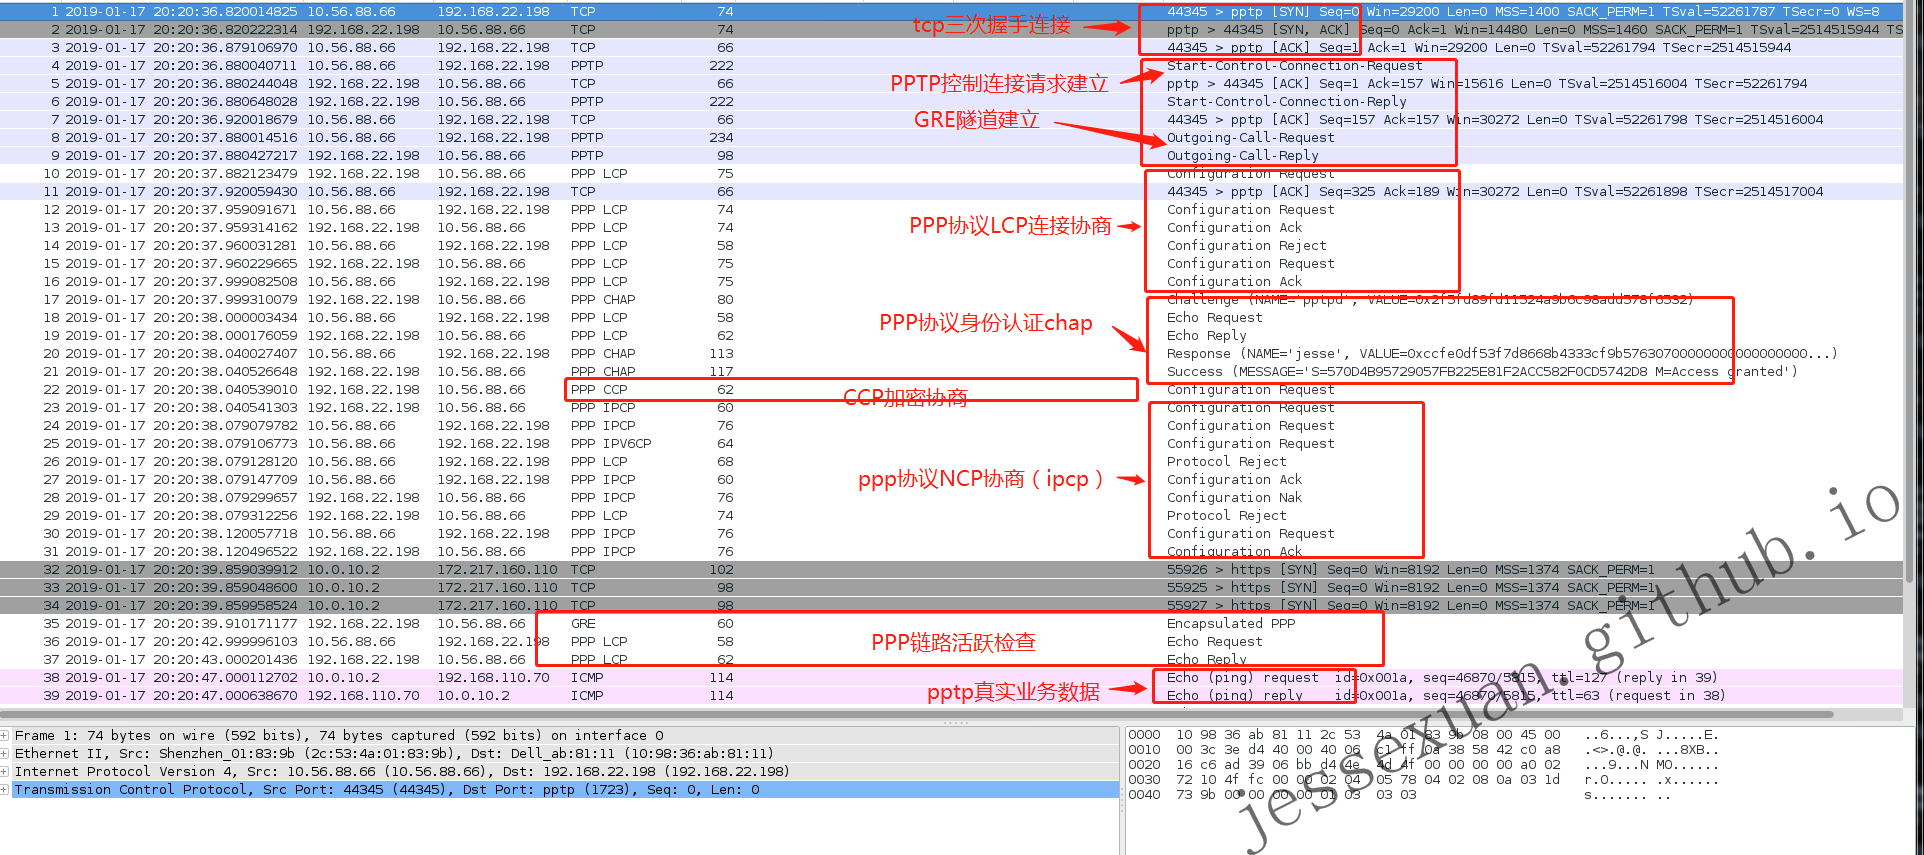 1 2019-01-17 20:20:36.820014825 10.56.88.66 192.168.22.198 TCP 74 44345 > pptp [SYN] Seq=0 Win=29200 Len=0 MSS=1400 SACK_PERM=1 TSval=52261787 TSecr=0 WS=8
tcp三次握手连接
2 2019-01-17 20:20:36.820222314 192.168.22.198 10.56.88.66 TCP 74 pptp > 44345 [SYN, ACK] Seq=0 Ack=1 Win=14480 Len=0 MSS=1460 SACK_PERM=1 TSval=2514515944 TS
3 2019-01-17 20:20:36.879106970 10.56.88.66 192.168.22.198 TCP 66 44345 > pptp [ACK] Seq=1 Ack=1 Win=29200 Len=0 TSval=52261794 TSecr=2514515944
4 2019-01-17 20:20:36.880040711 10.56.88.66 192.168.22.198 PPTP 222 Start-Control-Connection-Request
PPTP控制连接请求建立
5 2019-01-17 20:20:36.880244048 192.168.22.198 10.56.88.66 TCP 66 pptp > 44345 [ACK] Seq=1 Ack=157 Win=15616 Len=0 TSval=2514516004 TSecr=52261794
6 2019-01-17 20:20:36.880648028 192.168.22.198 10.56.88.66 PPTP 222 Start-Control-Connection-Reply
GRE隧道建立
7 2019-01-17 20:20:36.920018679 10.56.88.66 192.168.22.198 TCP 66 44345 > pptp [ACK] Seq=157 Ack=157 Win=30272 Len=0 TSval=52261798 TSecr=2514516004
8 2019-01-17 20:20:37.880014516 10.56.88.66 192.168.22.198 PPTP 234 Outgoing-Call-Request
9 2019-01-17 20:20:37.880427217 192.168.22.198 10.56.88.66 PPTP 98 Outgoing-Call-Reply
10 2019-01-17 20:20:37.882123479 192.168.22.198 10.56.88.66 PPP LCP 75 Configuration Request
11 2019-01-17 20:20:37.920059430 10.56.88.66 192.168.22.198 TCP 66 44345 > pptp [ACK] Seq=325 Ack=189 Win=30272 Len=0 TSval=52261898 TSecr=2514517004
12 2019-01-17 20:20:37.959091671 10.56.88.66 192.168.22.198 PPP LCP 74 Configuration Request
PPP协议LCP连接协商
13 2019-01-17 20:20:37.959314162 192.168.22.198 10.56.88.66 PPP LCP 74 Configuration Ack
14 2019-01-17 20:20:37.960031281 10.56.88.66 192.168.22.198 PPP LCP 58 Configuration Reject
15 2019-01-17 20:20:37.960229665 192.168.22.198 10.56.88.66 PPP LCP 75 Configuration Request
16 2019-01-17 20:20:37.999082508 10.56.88.66 192.168.22.198 PPP LCP 75 Configuration Ack
17 2019-01-17 20:20:37.999310079 192.168.22.198 10.56.88.66 PPP CHAP 80 Challenge (NAME='pptpd',
18 2019-01-17 20:20:38.000003434 10.56.88.66 192.168.22.198 PPP LCP 58 Echo Request
PPP协议身份认证chap
19 2019-01-17 20:20:38.000176059 192.168.22.198 10.56.88.66 PPP LCP 62 Echo Reply
20 2019-01-17 20:20:38.040027407 10.56.88.66 192.168.22.198 PPP CHAP 113 Response (NAME='jesse', VALUE=0xccfe0df53f7d8668b4333cf9b576307000000000000000000...)
21 2019-01-17 20:20:38.040526648 192.168.22.198 10.56.88.66 PPP CHAP 117 Success (MESSAGE='S=570D4B95729057FB225E81F2ACC582F0CD5742D8 M=Access granted')
22 2019-01-17 20:20:38.040539010 192.168.22.198 10.56.88.66 PPP CCP 62 Configuration Request
CCP加密协商
23 2019-01-17 20:20:38.040541303 192.168.22.198 10.56.88.66 PPP IPCP 60 Configuration Request
24 2019-01-17 20:20:38.079079782 10.56.88.66 192.168.22.198 PPP IPCP 76 Configuration Request
25 2019-01-17 20:20:38.079106773 10.56.88.66 192.168.22.198 PPP IPV6CP 64 Configuration Request
26 2019-01-17 20:20:38.079128120 10.56.88.66 192.168.22.198 PPP LCP 68 Protocol Reject
27 2019-01-17 20:20:38.079147709 10.56.88.66 192.168.22.198 PPP IPCP 60 Configuration Ack
ppp协议NCP协商（ipcp）
28 2019-01-17 20:20:38.079299657 192.168.22.198 10.56.88.66 PPP IPCP 76 Configuration Nak
29 2019-01-17 20:20:38.079312256 192.168.22.198 10.56.88.66 PPP LCP 74 Protocol Reject
30 2019-01-17 20:20:38.120057718 10.56.88.66 192.168.22.198 PPP IPCP 76 Configuration Request
31 2019-01-17 20:20:38.120496522 192.168.22.198 10.56.88.66 PPP IPCP 76 Configuration Ack
32 2019-01-17 20:20:39.859039912 10.0.10.2 172.217.160.110 TCP 102 55926 > https [SYN] Seq=0 Win=8192 Len=0 MSS=1374 SACK_PERM=1
33 2019-01-17 20:20:39.859048600 10.0.10.2 172.217.160.110 TCP 98 55925 > https [SYN] Seq=0 Win=8192 Len=0 MSS=1374 SACK_PERM=1
34 2019-01-17 20:20:39.859958524 10.0.10.2 172.217.160.110 TCP 98 55927 > https [SYN] Seq=0 Win=8192 Len=0 MSS=1374 SACK_PERM=1
35 2019-01-17 20:20:39.910171177 192.168.22.198 10.56.88.66 GRE 60 Encapsulated PPP
36 2019-01-17 20:20:42.999996103 10.56.88.66 192.168.22.198 PPP LCP 58 Echo Request
PPP链路活跃检查
37 2019-01-17 20:20:43.000201436 192.168.22.198 10.56.88.66 PPP LCP 62 Echo Reply
38 2019-01-17 20:20:47.000112702 10.0.10.2 192.168.110.70 ICMP 114 Echo (ping) request id=0x001a, seq=46870/5815, ttl=127 (reply in 39)
pptp真实业务数据
39 2019-01-17 20:20:47.000638670 192.168.110.70 10.0.10.2 ICMP 114 Echo (ping) reply id=0x001a, seq=46870/5815, ttl=63 (request in 38)
Frame 1: 74 bytes on wire (592 bits), 74 bytes captured (592 bits) on interface 0
Ethernet II, Src: Shenzhen_01:83:9b (2c:53:4a:01:83:9b), Dst: Dell_ab:81:11 (10:98:36:ab:81:11)
Internet Protocol Version 4, Src: 10.56.88.66 (10.56.88.66), Dst: 192.168.22.198 (192.168.22.198)
Transmission Control Protocol, Src Port: 44345 (44345), Dst Port: pptp (1723), Seq: 0, Len: 0
0000 10 98 36 ab 81 11 2c 53 4a 01 83 9b 08 00 45 00 ..6...,S J.....E.
0010 00 3c 3e d4 40 00 40 06 c1 ff 0a 38 58 42 c0 a8 .<>.@.@. ...8XB..
0020 16 c6 ad 39 06 bb d4 4e 4d 4f 00 00 00 00 a0 02 ...9...N MO......
0030 72 10 4f fc 00 00 02 04 05 78 04 02 08 0a 03 1d r.O..... .x......
0040 73 9b 00 00 00 00 01 03 03 03 s....... ..
jessexuan.github.io